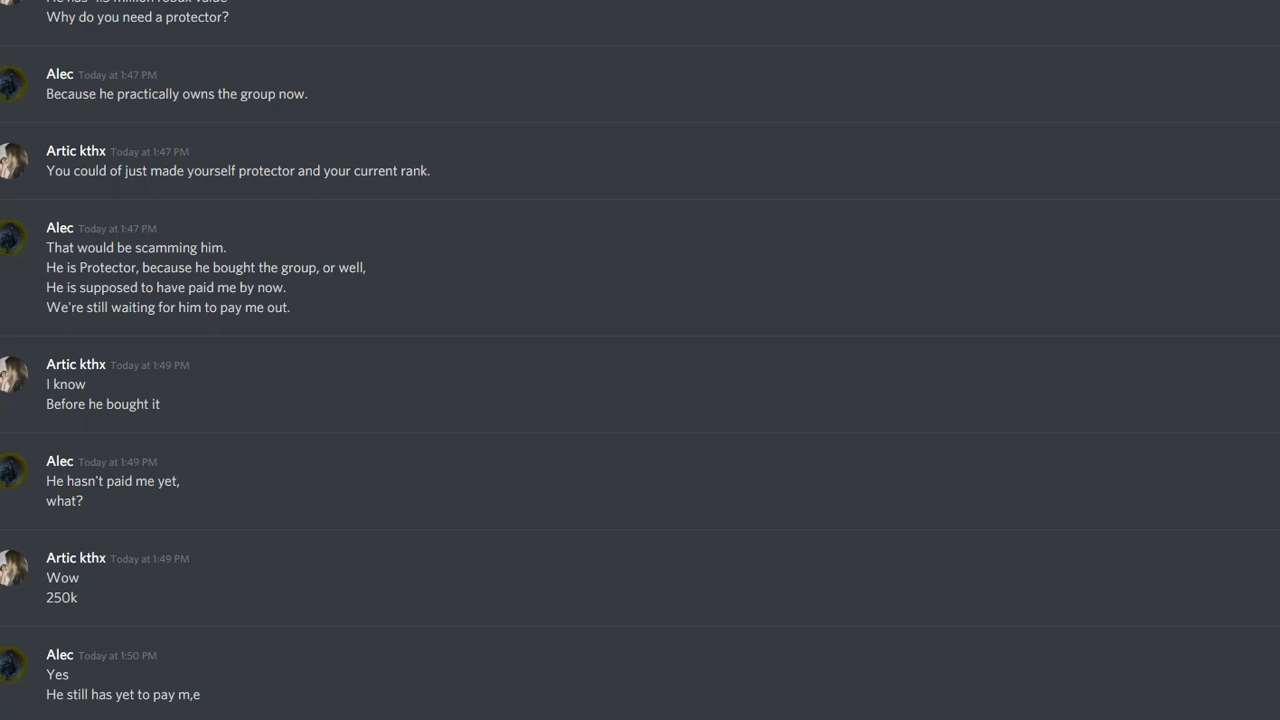 Why do you need a protector?
Alec Today at 1:47 PM
Because he practically owns the group now.
Artic kthx Today at 1:47 PM
You could of just made yourself protector and your current rank.
Alec Today at 1:47 PM
That would be scamming him.
He is Protector, because he bought the group, or well,
He is supposed to have paid me by now.
We're still waiting for him to pay me out.
Artic kthx Today at 1:49 PM
I know
Before he bought it
Alec Today at 1:49 PM
He hasn't paid me yet,
what?
Artic kthx Today at 1:49 PM
Wow
250k
Alec Today at 1:50 PM
Yes
He still has yet to pay m,e